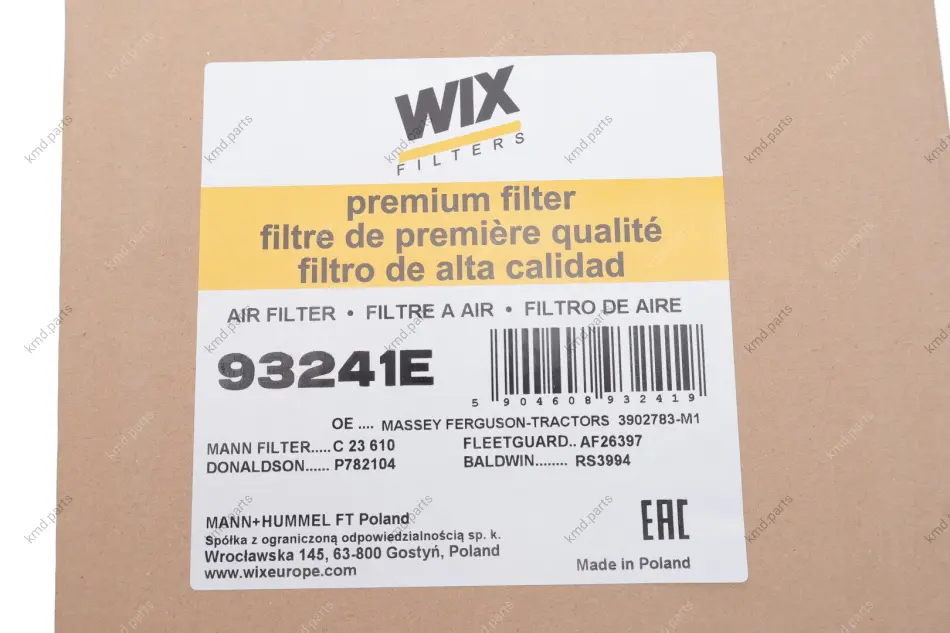 WIX
FILTERS
premium filter
filtre de première qualité
filtro de alta calidad
AIR FILTER • FILTRE A AIR • FILTRO DE AIRE
93241E
5 904608 932419
OE .... MASSEY FERGUSON-TRACTORS 3902783-M1
MANN FILTER.....C 23 610 FLEETGUARD.. AF26397
DONALDSON...... P782104 BALDWIN........ RS3994
MANN+HUMMEL FT Poland
Spółka z ograniczoną odpowiedzialnością sp. k.
Wrocławska 145, 63-800 Gostyń, Poland
www.wixeurope.com
EAC
Made in Poland
kmd.parts